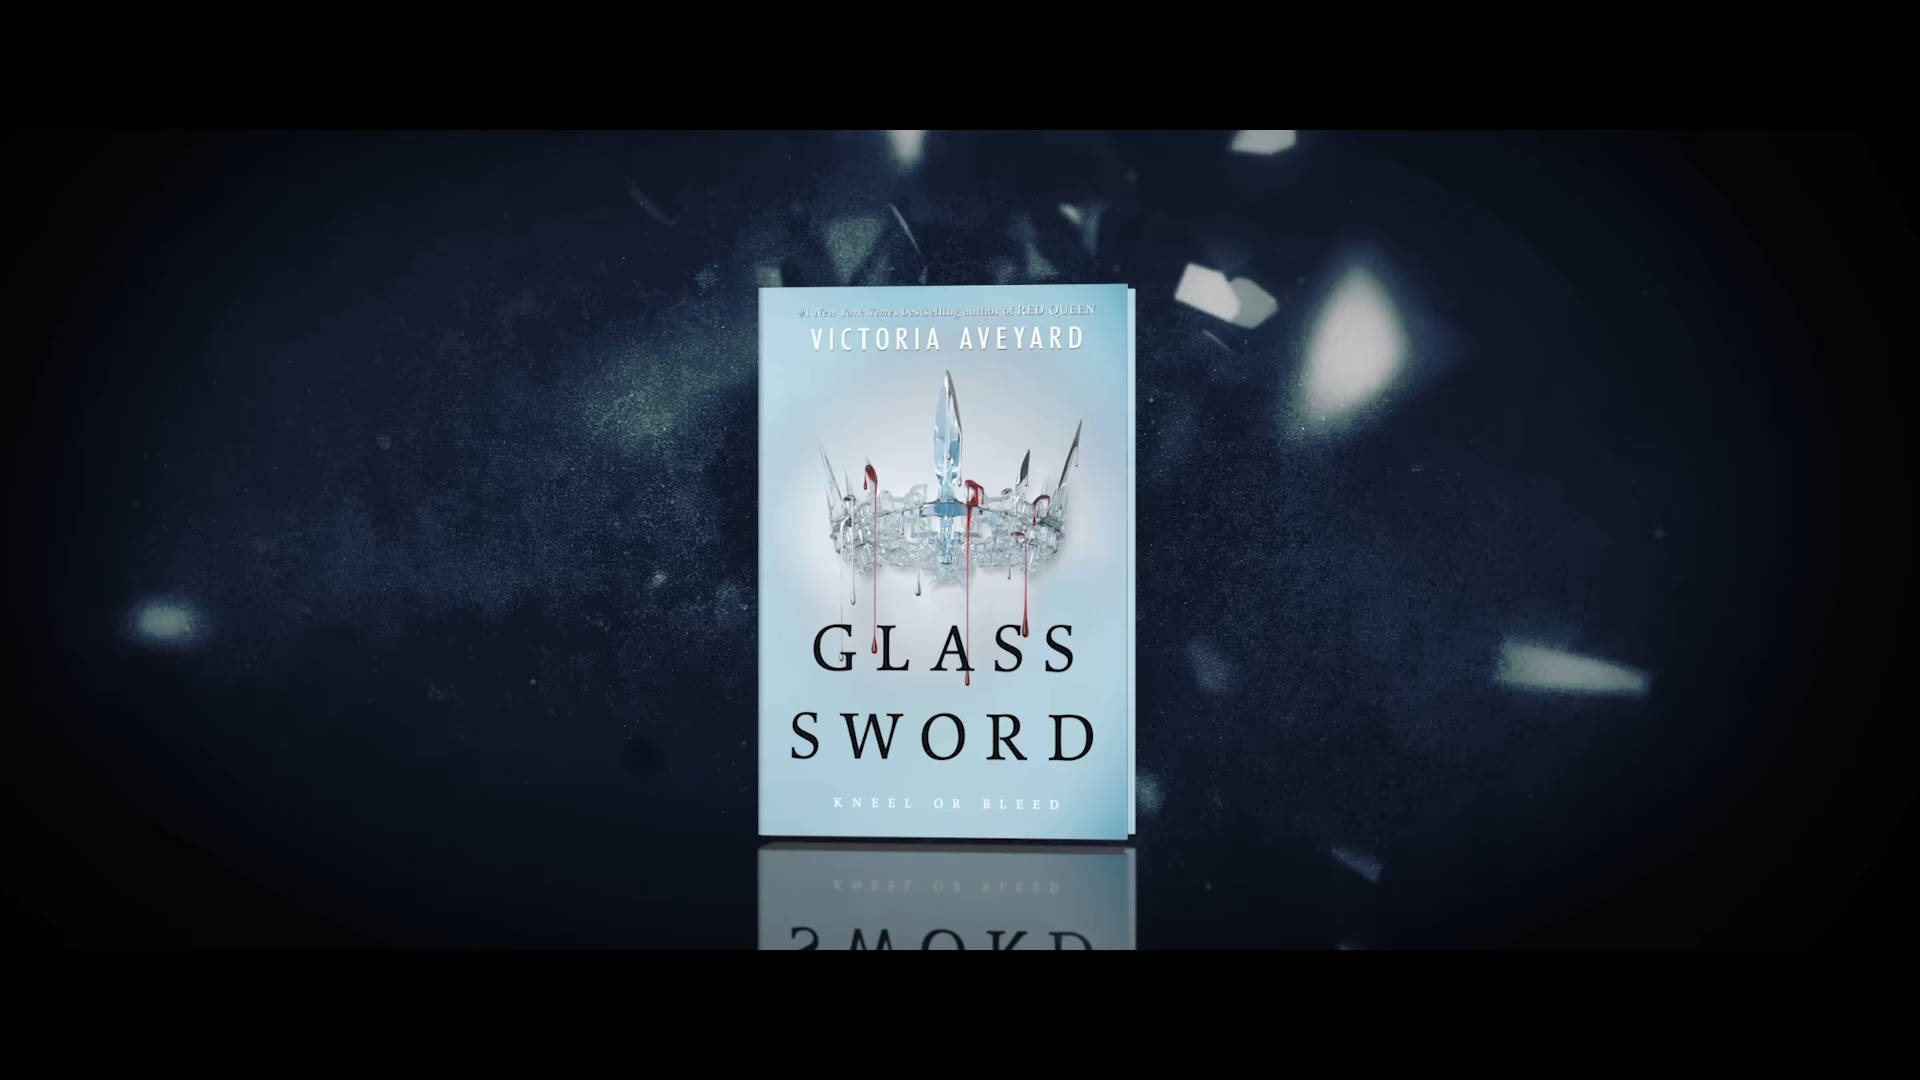 #1 New York Times bestselling author of RED QUEEN
VICTORIA AVEYARD
GLASS
SWORD
KNEEL OR BLEED